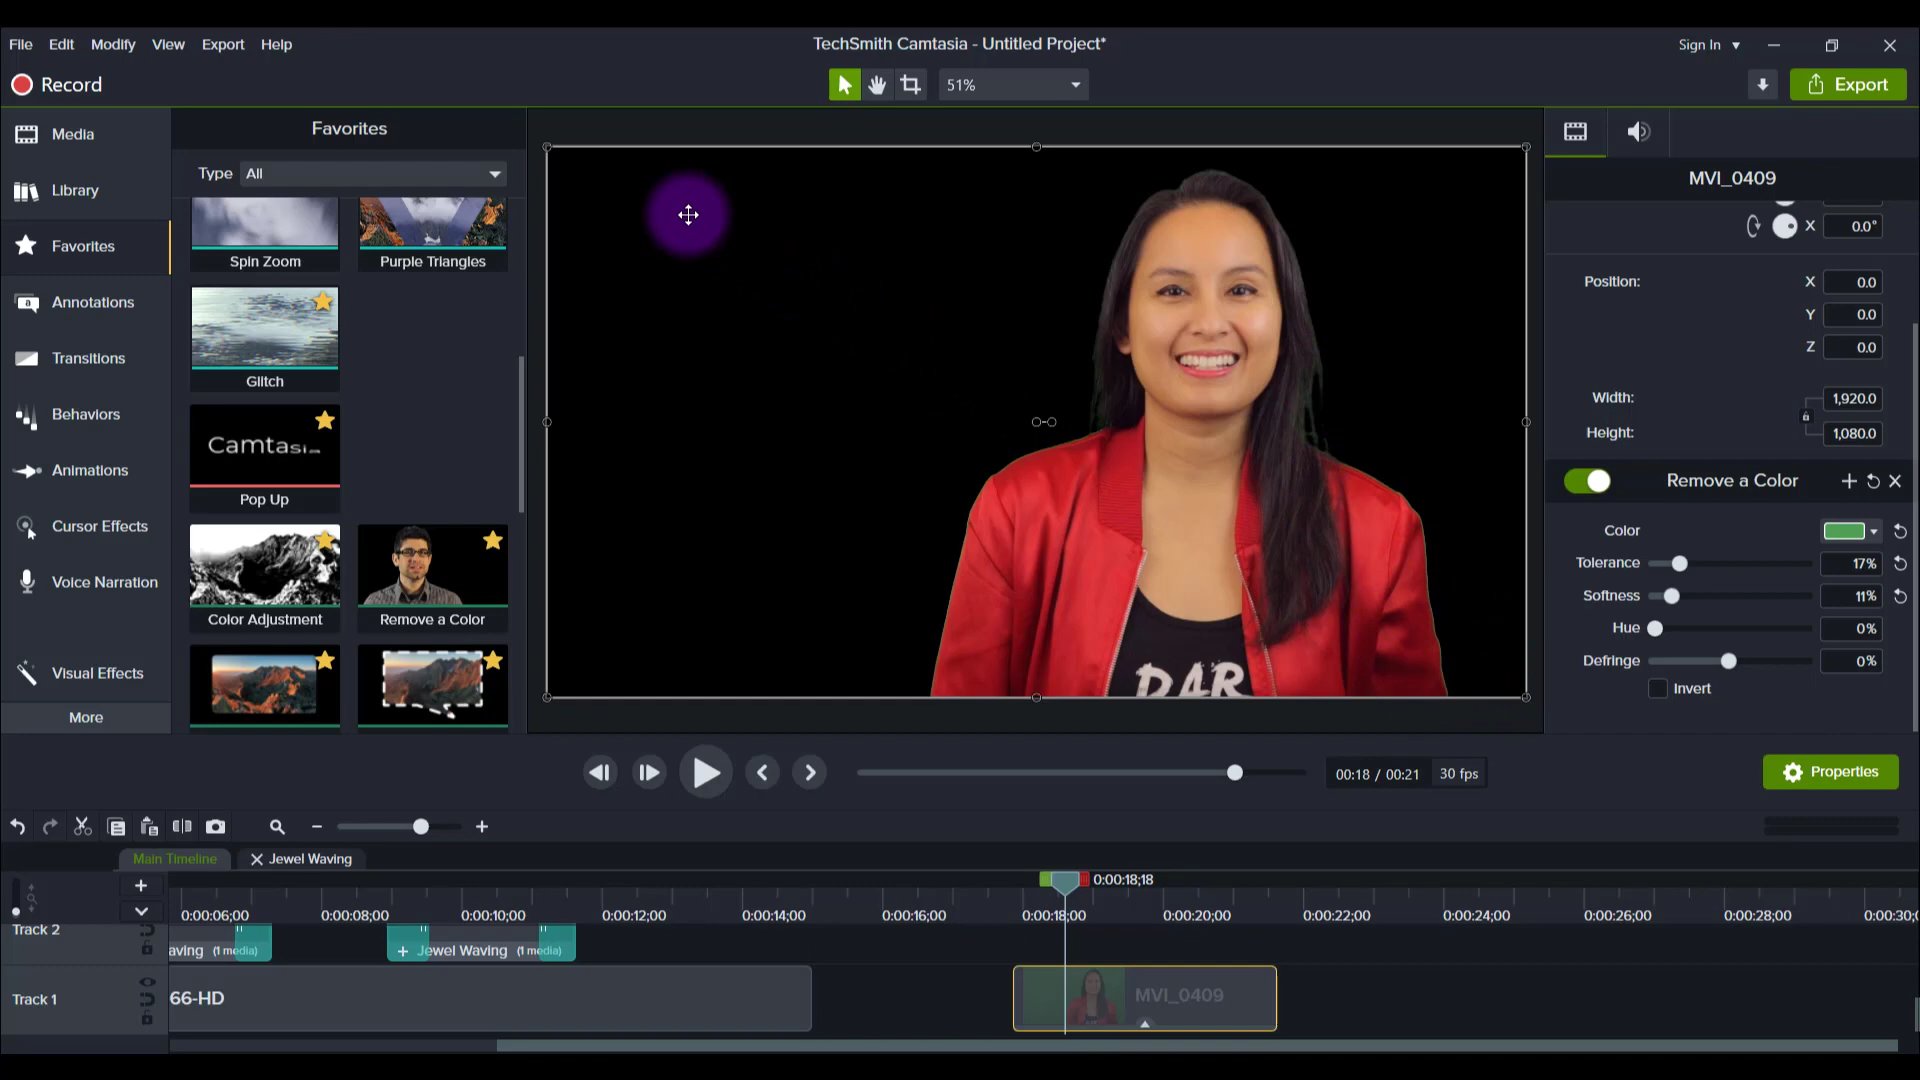 File Edit Modify View Export Help
TechSmith Camtasia - Untitled Project*
Sign In
Record
51%
Export
Media
Library
Favorites
Annotations
Transitions
Behaviors
Animations
Cursor Effects
Voice Narration
Visual Effects
More
Favorites
Type All
Spin Zoom Purple Triangles
Glitch
Camtasia
Pop Up
Color Adjustment Remove a Color
DAR
MVI_0409
X 0.0°
Position: X 0.0
Y 0.0
Z 0.0
Width: 1,920.0
Height: 1,080.0
Remove a Color
Color
Tolerance 17%
Softness 11%
Hue 0%
Defringe 0%
Invert
00:18 / 00:21 30 fps
Properties
Main Timeline Jewel Waving
0:00:18;18
0:00:06;00 0:00:08;00 0:00:10;00 0:00:12;00 0:00:14;00 0:00:16;00 0:00:18;00 0:00:20;00 0:00:22;00 0:00:24;00 0:00:26;00 0:00:28;00 0:00:30;0
Track 2
aving (1 media) + Jewel Waving (1 media)
Track 1
66-HD
MVI_0409